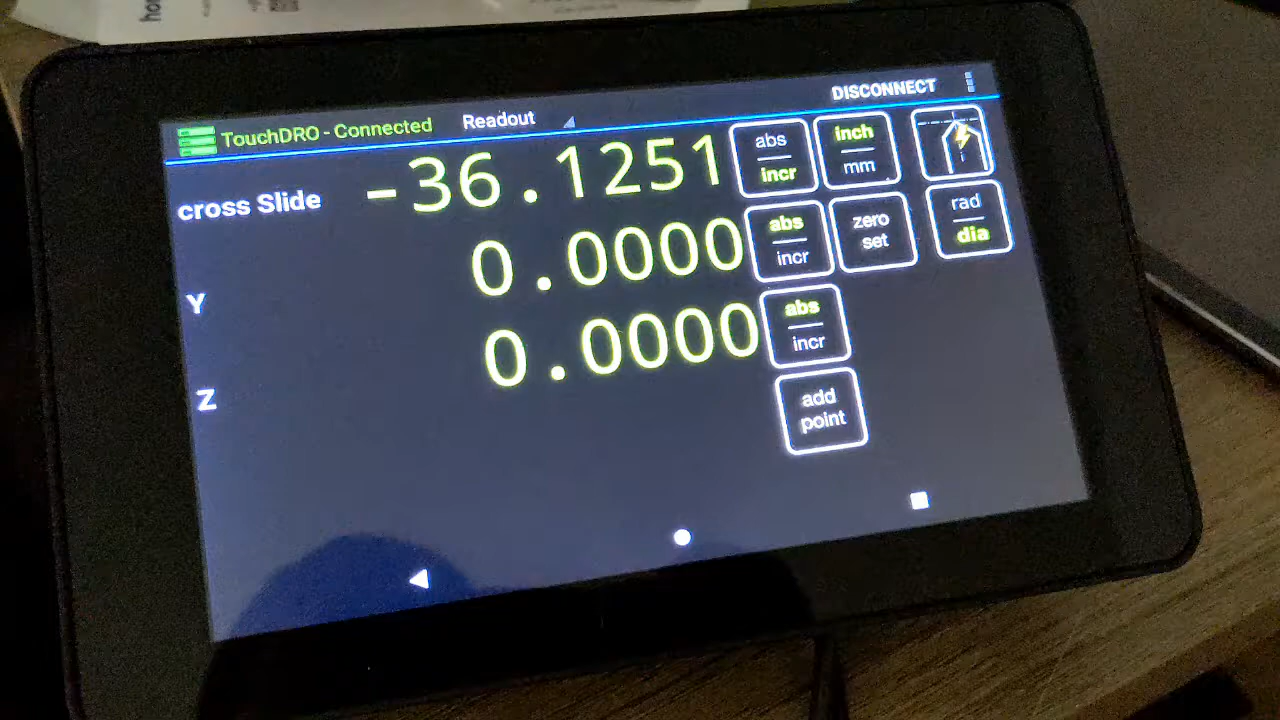 TouchDRO - Connected Readout DISCONNECT
cross Slide -36.1251 abs incr inch mm
Y 0.0000 abs incr zero set rad dia
Z 0.0000 abs incr
add point